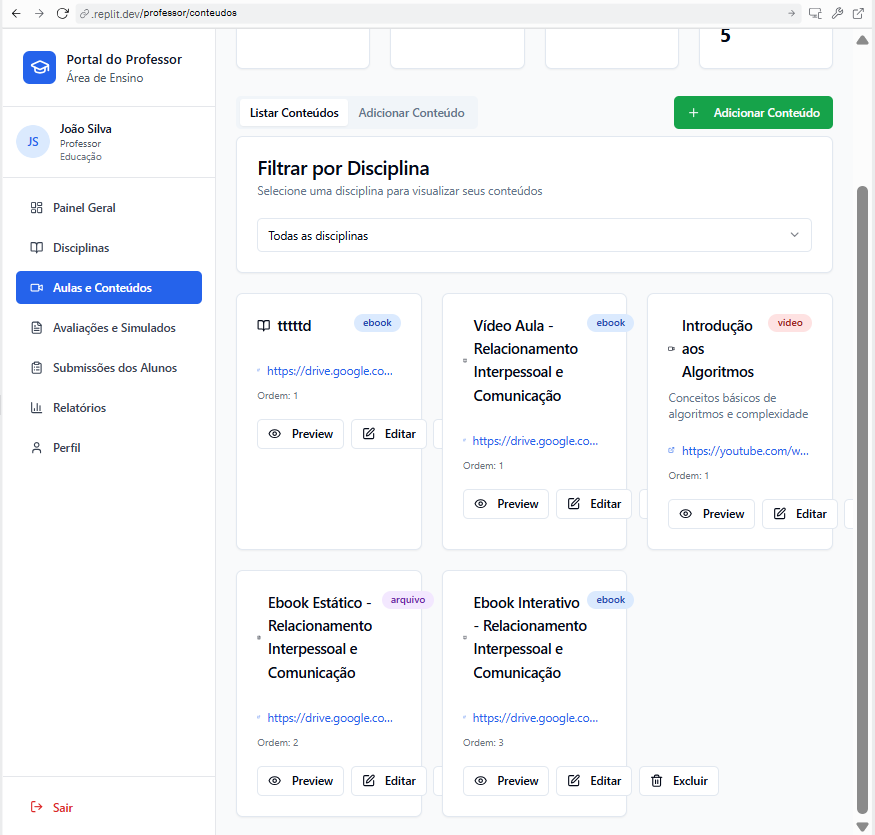 .replit.dev/professor/conteudos
Portal do Professor
Área de Ensino
JS
João Silva
Professor
Educação
Painel Geral
Disciplinas
Aulas e Conteúdos
Avaliações e Simulados
Submissões dos Alunos
Relatórios
Perfil
Sair
5
Listar Conteúdos
Adicionar Conteúdo
+ Adicionar Conteúdo
Filtrar por Disciplina
Selecione uma disciplina para visualizar seus conteúdos
Todas as disciplinas
tttttd
ebook
https://drive.google.co...
Ordem: 1
Preview
Editar
Vídeo Aula -
Relacionamento
Interpessoal e
Comunicação
ebook
https://drive.google.co...
Ordem: 1
Preview
Editar
Introdução
aos
Algoritmos
video
Conceitos básicos de
algoritmos e complexidade
https://youtube.com/w...
Ordem: 1
Preview
Editar
Ebook Estático -
Relacionamento
Interpessoal e
Comunicação
arquivo
https://drive.google.co...
Ordem: 2
Preview
Editar
Ebook Interativo
- Relacionamento
Interpessoal e
Comunicação
ebook
https://drive.google.co...
Ordem: 3
Preview
Editar
Excluir